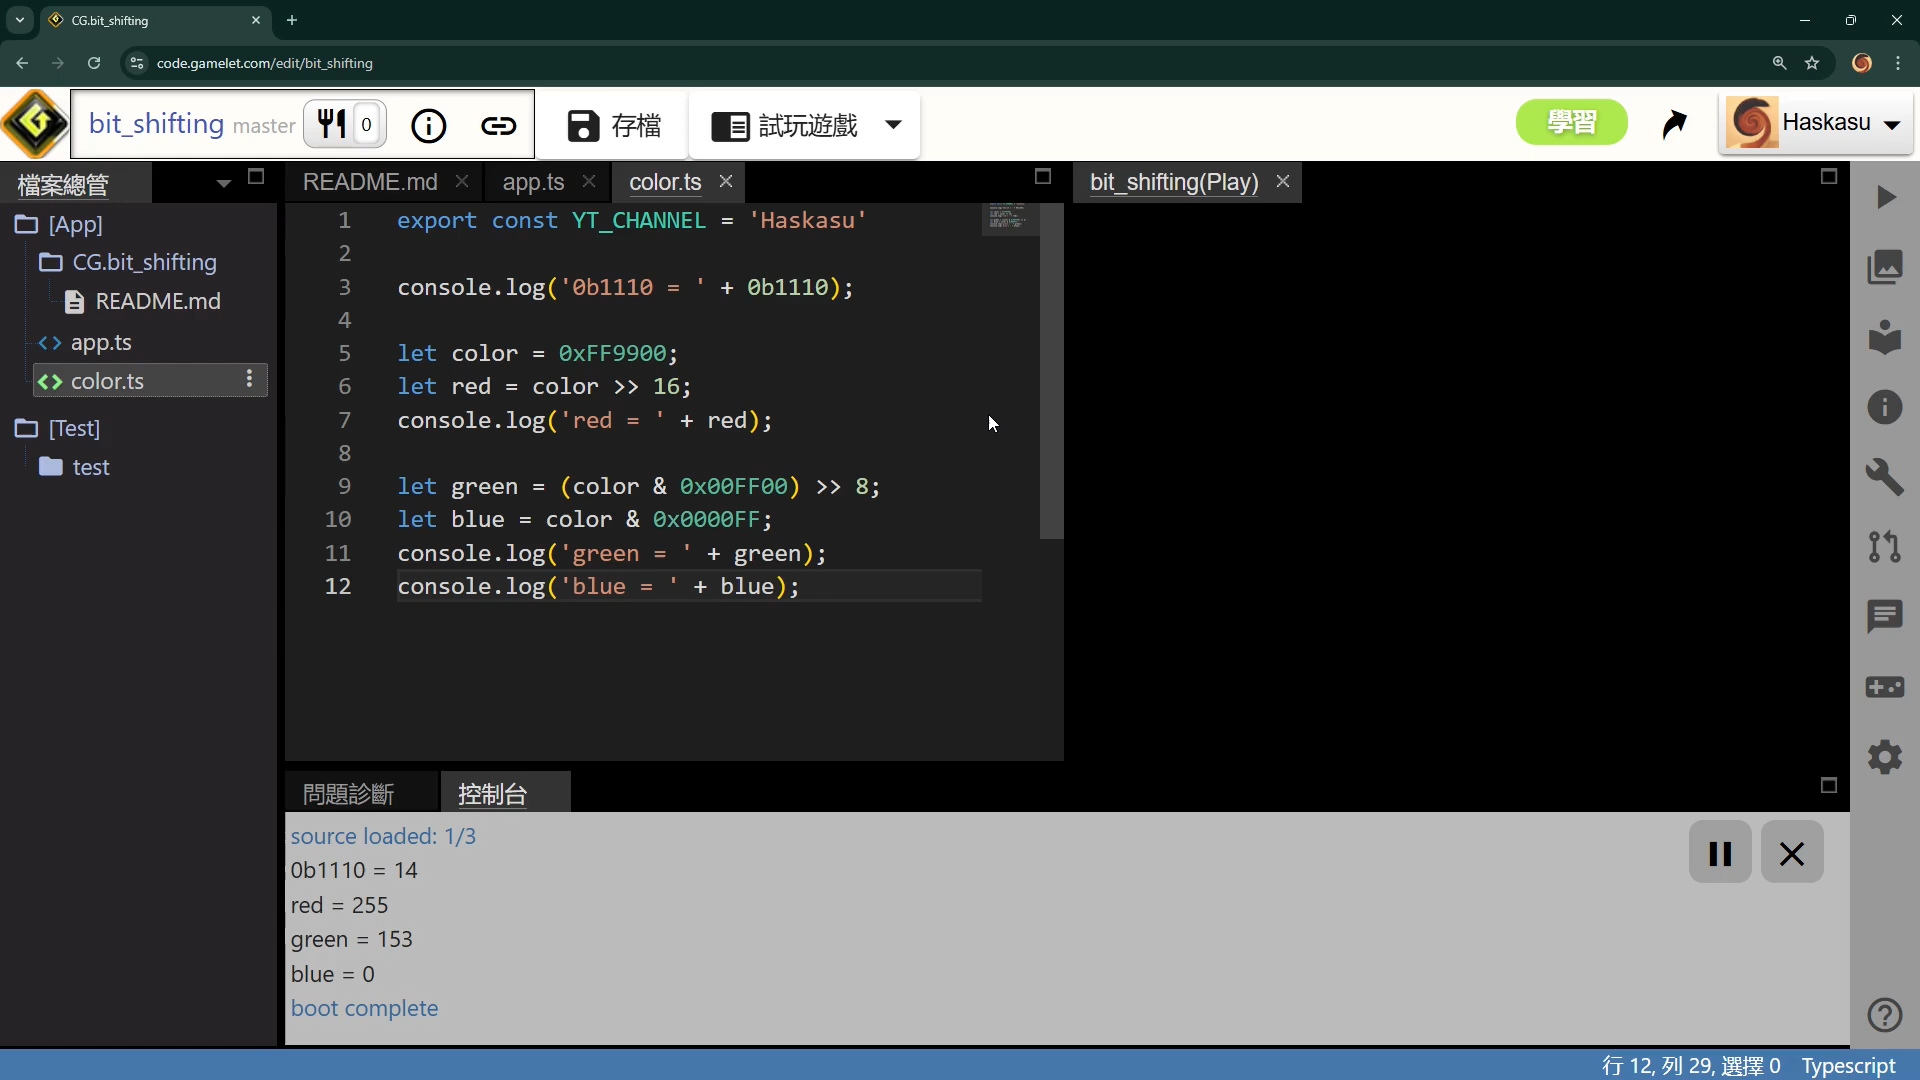 CG.bit_shifting
code.gamelet.com/edit/bit_shifting
bit_shifting master 0 存檔 試玩遊戲 學習 Haskasu
檔案總管 README.md app.ts color.ts bit_shifting(Play)
[App]
CG.bit_shifting
README.md
app.ts
color.ts
[Test]
test
1 export const YT_CHANNEL = 'Haskasu'
2
3 console.log('0b1110 = ' + 0b1110);
4
5 let color = 0xFF9900;
6 let red = color >> 16;
7 console.log('red = ' + red);
8
9 let green = (color & 0x00FF00) >> 8;
10 let blue = color & 0x0000FF;
11 console.log('green = ' + green);
12 console.log('blue = ' + blue);
問題診斷 控制台
source loaded: 1/3
0b1110 = 14
red = 255
green = 153
blue = 0
boot complete
行 12, 列 29, 選擇 0 Typescript